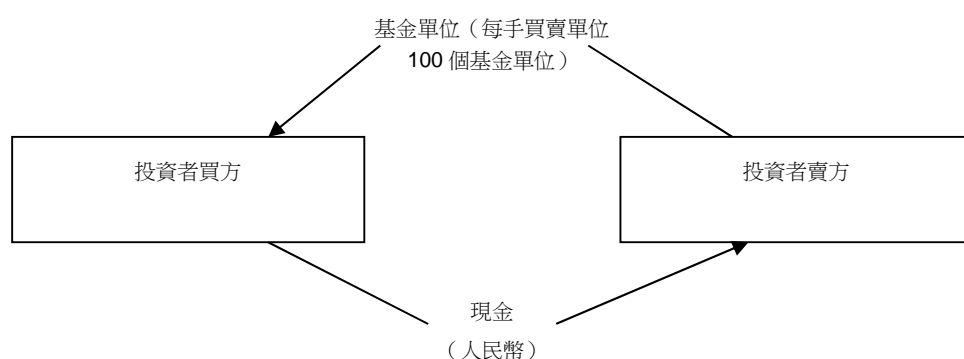 基金單位（每手買賣單位
100 個基金單位）
投資者買方
投資者賣方
現金
（人民幣）